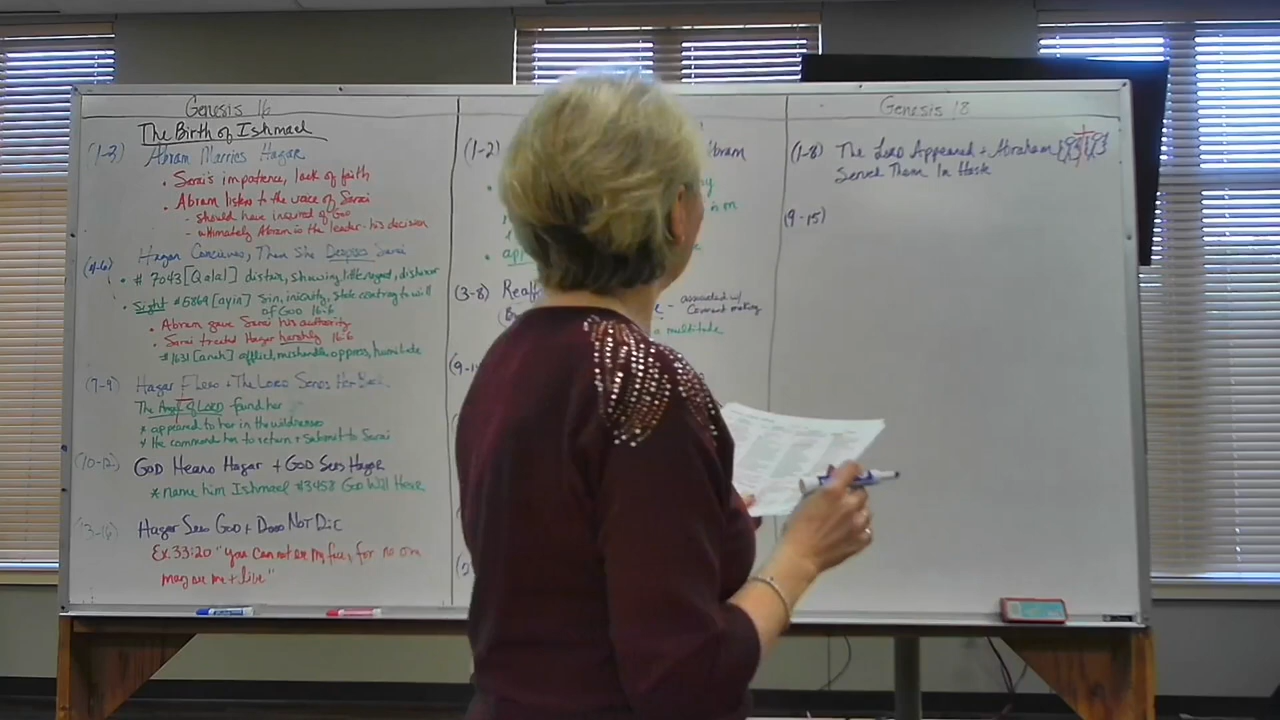 Genesis 16
The Birth of Ishmael
(1-3) Abram Marries Hagar
• Sarai's impatence, lack of faith
• Abram listens to the voice of Sarai
- should have inquired of God
- ultimately Abram is the leader - his decision
(4-6) Hagar Conceives, Then She Despises Sarai
• # 7043 [Qalal] disdain, showing little regard, dishonor
• Sight #5869 [ayin] Sin, iniquity, state contrary to will
of God 16:6
• Abram gave Sarai his authority
• Sarai treated Hagar harshly 16:6
[anah] afflict, mishandle, oppress, humiliate
(7-9) Hagar Flees + The LORD Sends Her Back
The Angel of LORD found her
* appeared to her in the wilderness
* He command her to return + submit to Sarai
(10-12) GOD Hears Hagar + GOD Sees Hagar
* name him Ishmael #3458 God Will Hear
Hagar Sees God + Does Not Die
Ex. 33:20 "you can not see my face, for no one
may see me + live"
(1-2) Abram
(3-8)
associated w/
Covenant making
a multitude
Genesis 18
(1-8) The LORD Appeared + Abraham
Served Them In Haste
(9-15)